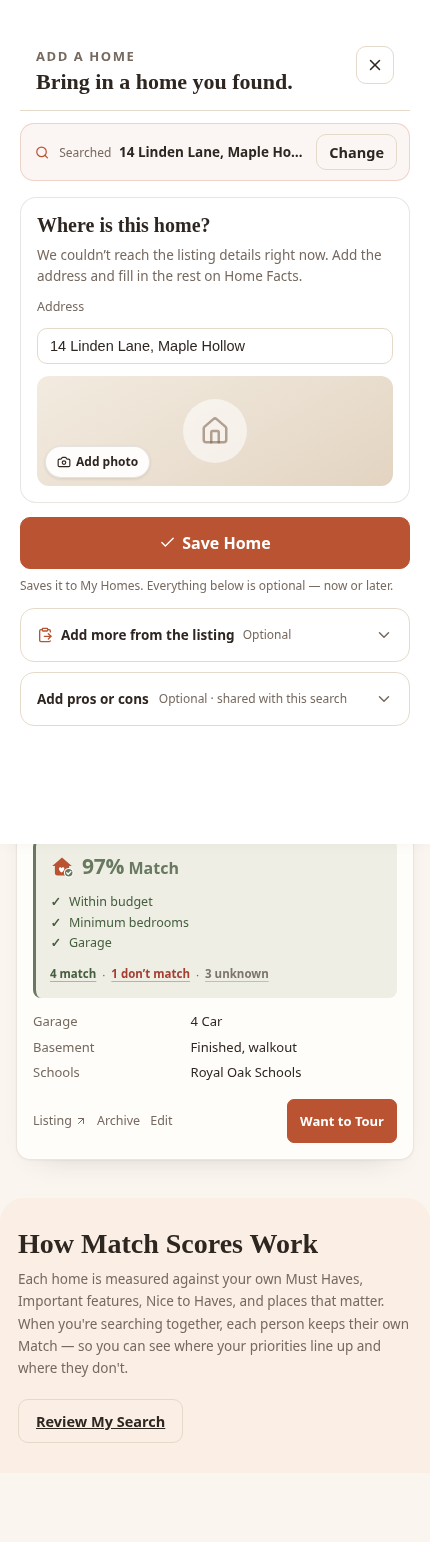 ADD A HOME
Bring in a home you found.
Searched 14 Linden Lane, Maple Ho...
Change
Where is this home?
We couldn’t reach the listing details right now. Add the
address and fill in the rest on Home Facts.
Address
14 Linden Lane, Maple Hollow
Add photo
Save Home
Saves it to My Homes. Everything below is optional — now or later.
Add more from the listing Optional
Add pros or cons Optional · shared with this search
97% Match
✓ Within budget
✓ Minimum bedrooms
✓ Garage
4 match · 1 don’t match · 3 unknown
Garage 4 Car
Basement Finished, walkout
Schools Royal Oak Schools
Listing ↗ Archive Edit
Want to Tour
How Match Scores Work
Each home is measured against your own Must Haves,
Important features, Nice to Haves, and places that matter.
When you're searching together, each person keeps their own
Match — so you can see where your priorities line up and
where they don't.
Review My Search